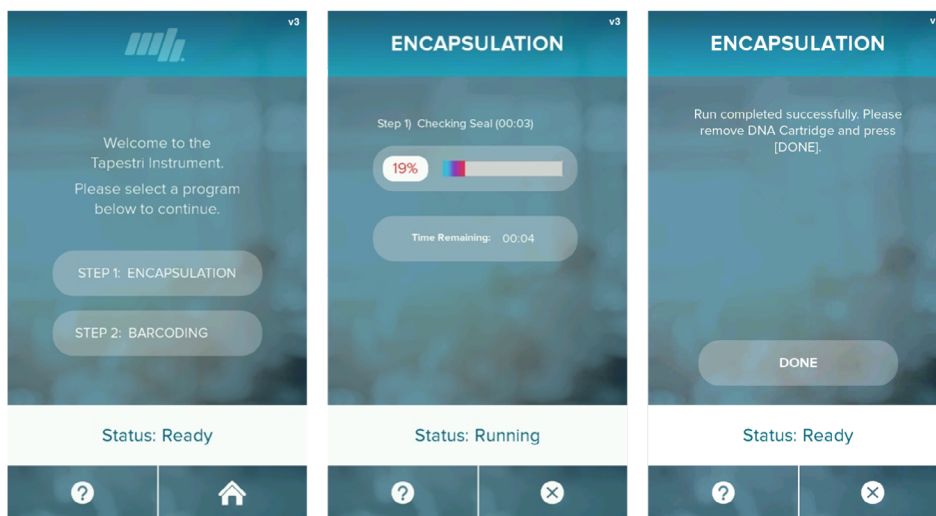 v3
Welcome to the
Tapestri Instrument.
Please select a program
below to continue.
STEP 1: ENCAPSULATION
STEP 2: BARCODING
Status: Ready
?
v3
ENCAPSULATION
Step 1) Checking Seal (00:03)
19%
Time Remaining: 00:04
Status: Running
?
v
ENCAPSULATION
Run completed successfully. Please
remove DNA Cartridge and press
[DONE].
DONE
Status: Ready
?